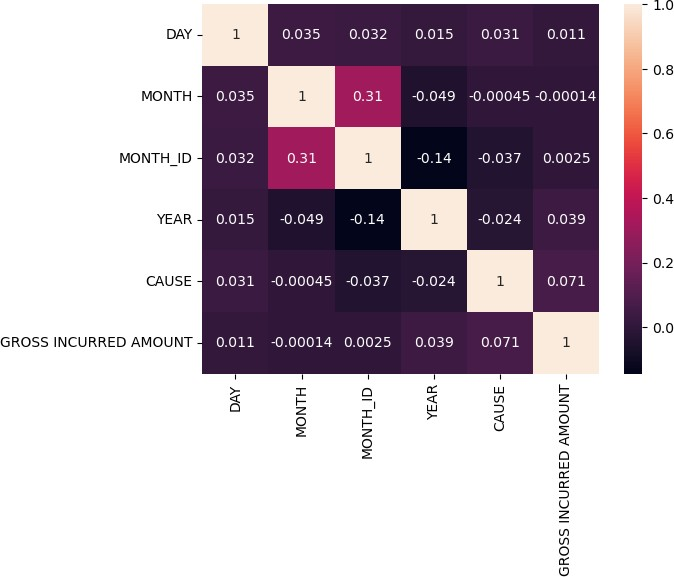 DAY 1 0.035 0.032 0.015 0.031 0.011
MONTH 0.035 1 0.31 -0.049 -0.00045 -0.00014
MONTH_ID 0.032 0.31 1 -0.14 -0.037 0.0025
YEAR 0.015 -0.049 -0.14 1 -0.024 0.039
CAUSE 0.031 -0.00045 -0.037 -0.024 1 0.071
GROSS INCURRED AMOUNT 0.011 -0.00014 0.0025 0.039 0.071 1
DAY
MONTH
MONTH_ID
YEAR
CAUSE
GROSS INCURRED AMOUNT
1.0
0.8
0.6
0.4
0.2
0.0